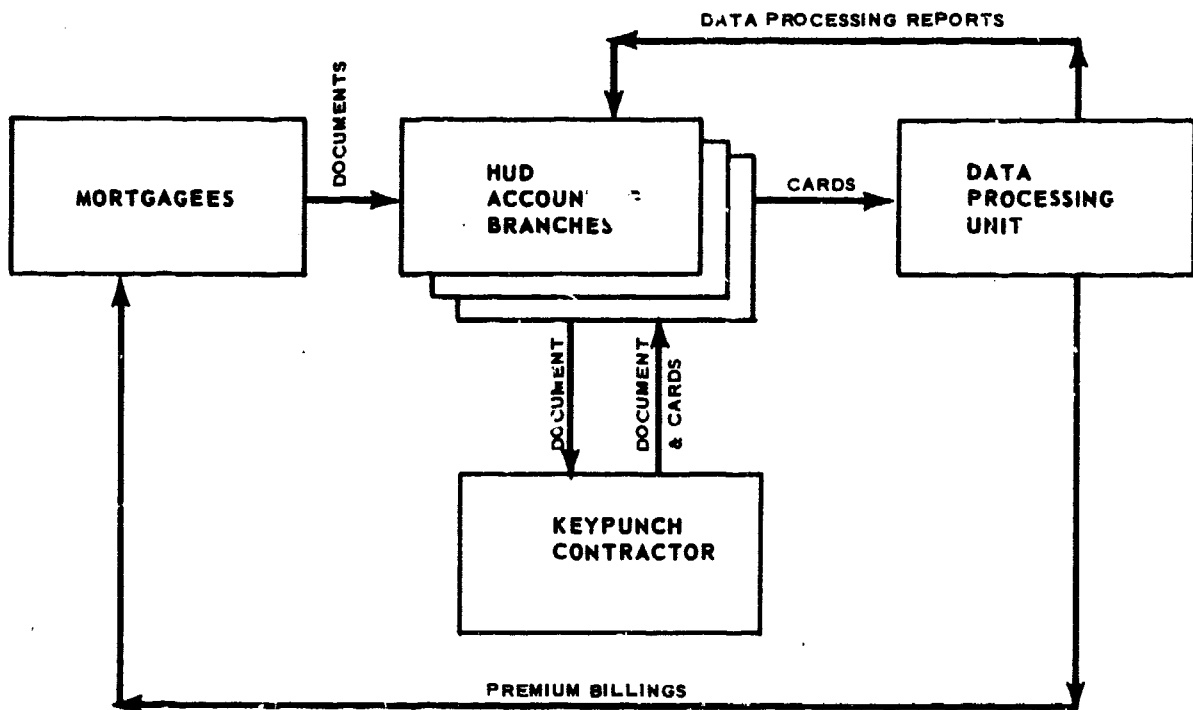 DATA PROCESSING REPORTS
DOCUMENTS
MORTGAGEES
HUD
BRANCHES
CARDS
DATA
PROCESSING
UNIT
DOCUMENT
DOCUMENT
& CARDS
KEYPUNCH
CONTRACTOR
PREMIUM BILLINGS